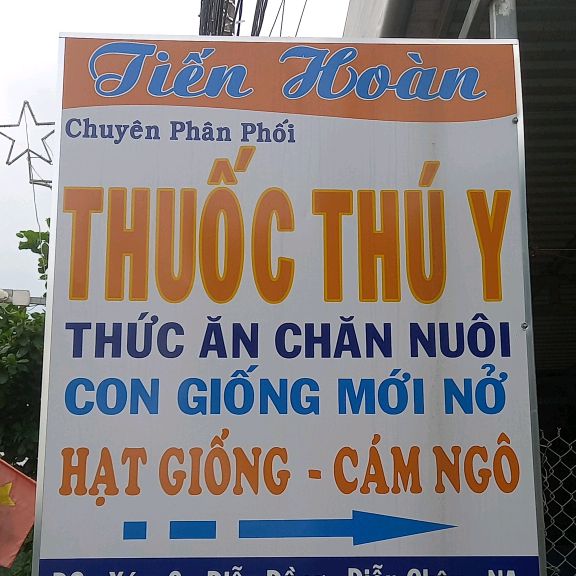 Tiến Hoàn
Chuyên Phân Phối
THUỐC THÚ Y
THỨC ĂN CHĂN NUÔI
CON GIỐNG MỚI NỞ
HẠT GIỐNG - CÁM NGÔ